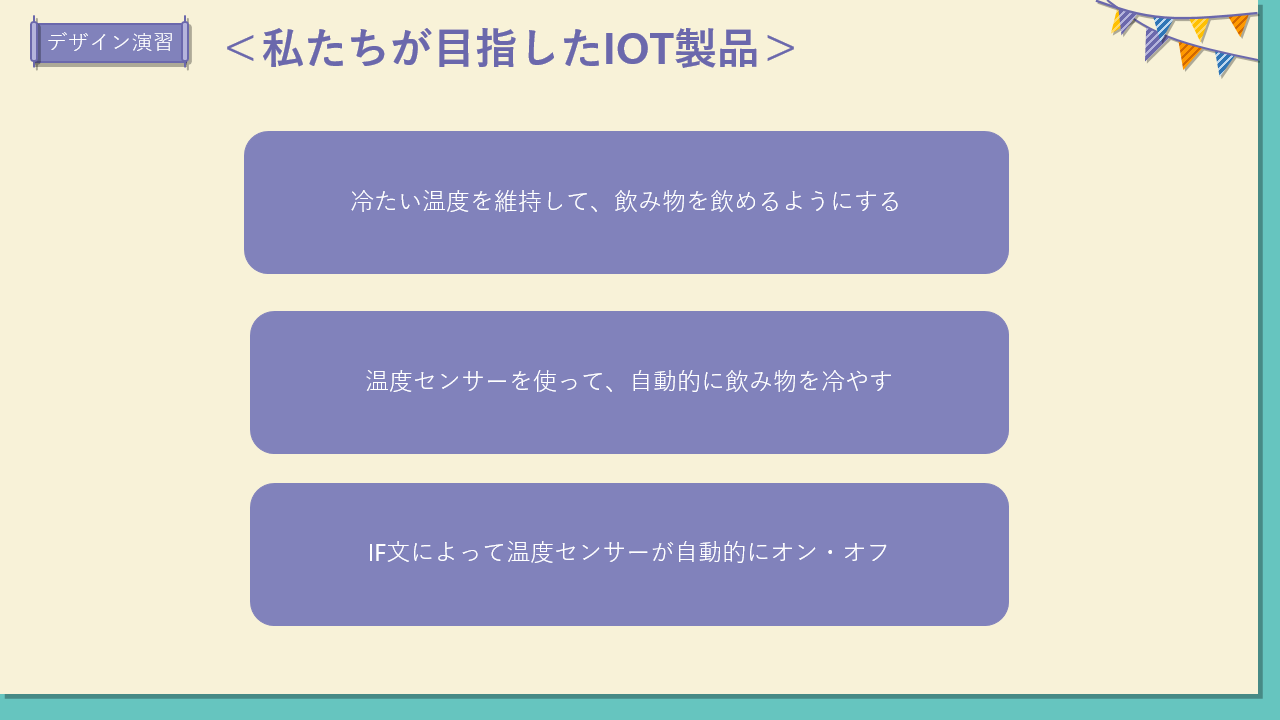 デザイン演習
＜私たちが目指したIOT製品＞
冷たい温度を維持して、飲み物を飲めるようにする
温度センサーを使って、自動的に飲み物を冷やす
IF文によって温度センサーが自動的にオン・オフ